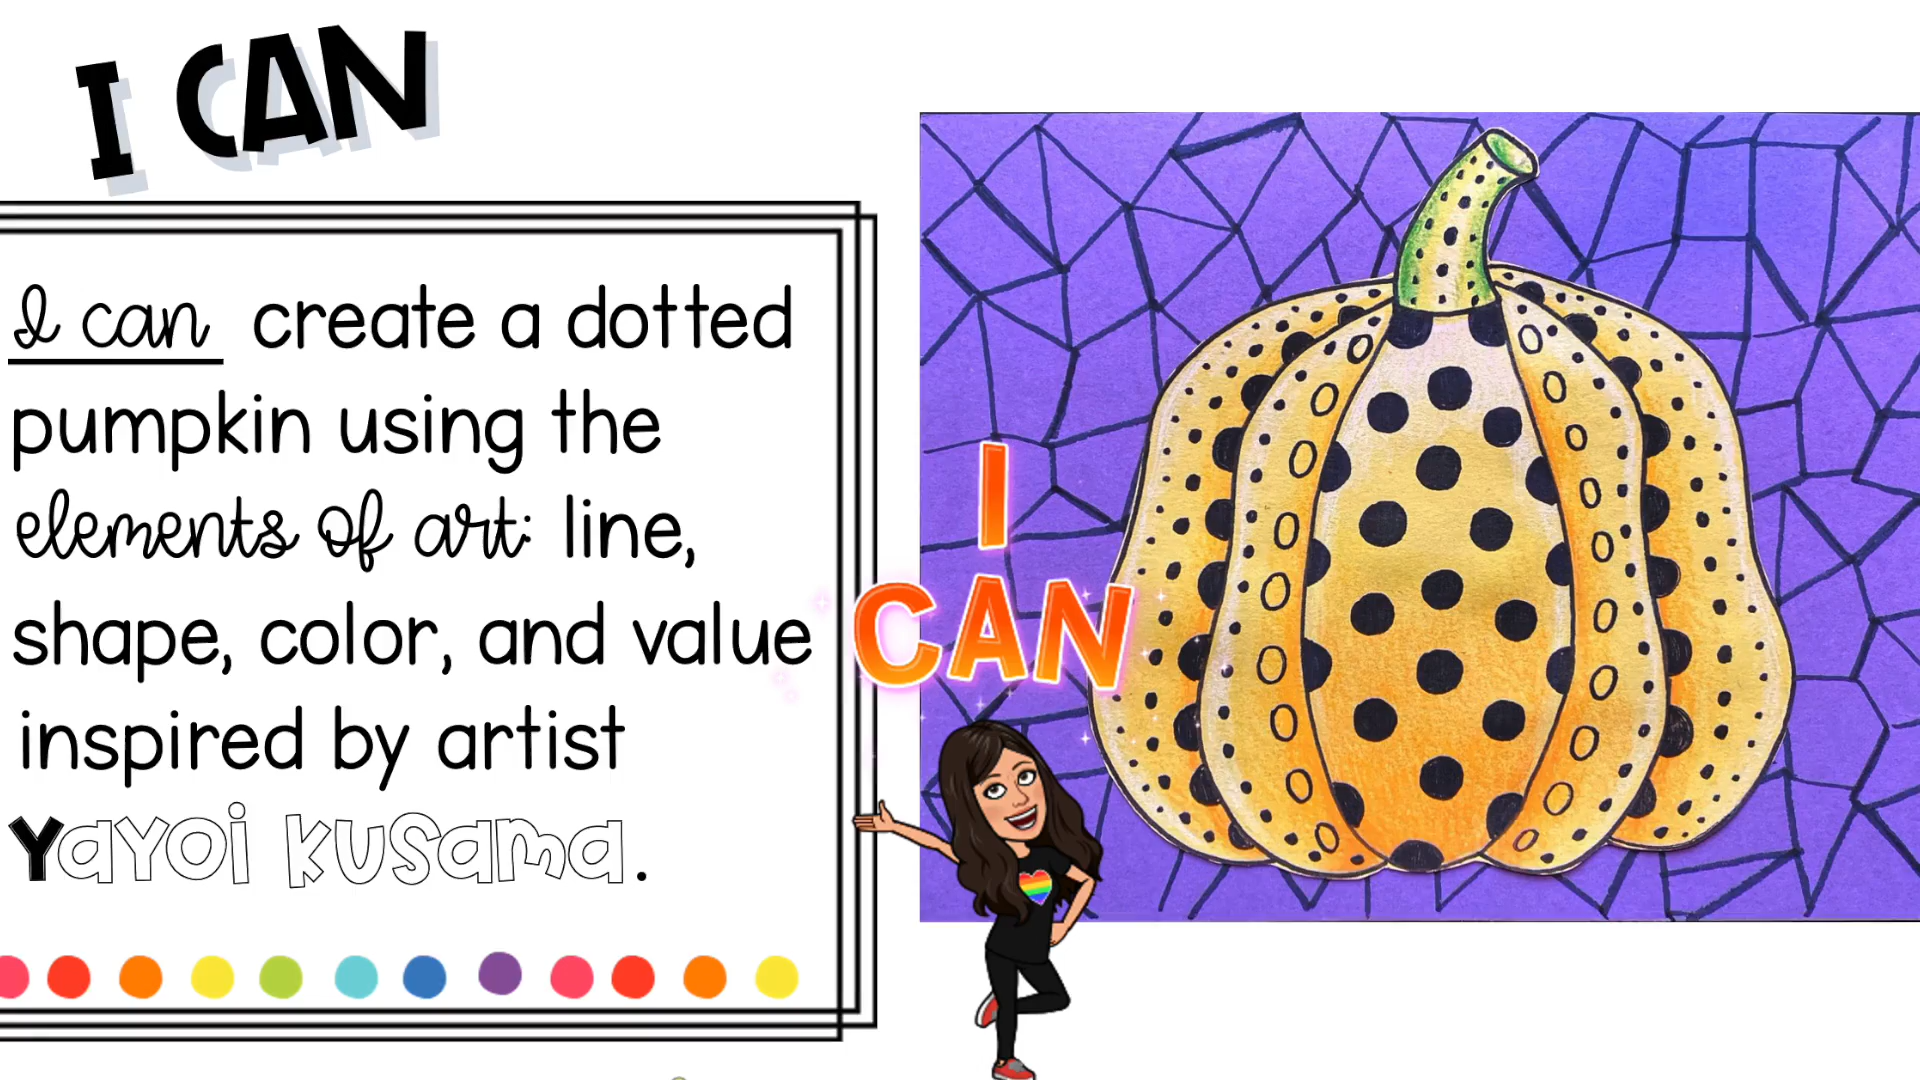 I CAN
I can create a dotted
pumpkin using the
elements of art: line,
shape, color, and value
inspired by artist
Yayoi Kusama.
I
CAN